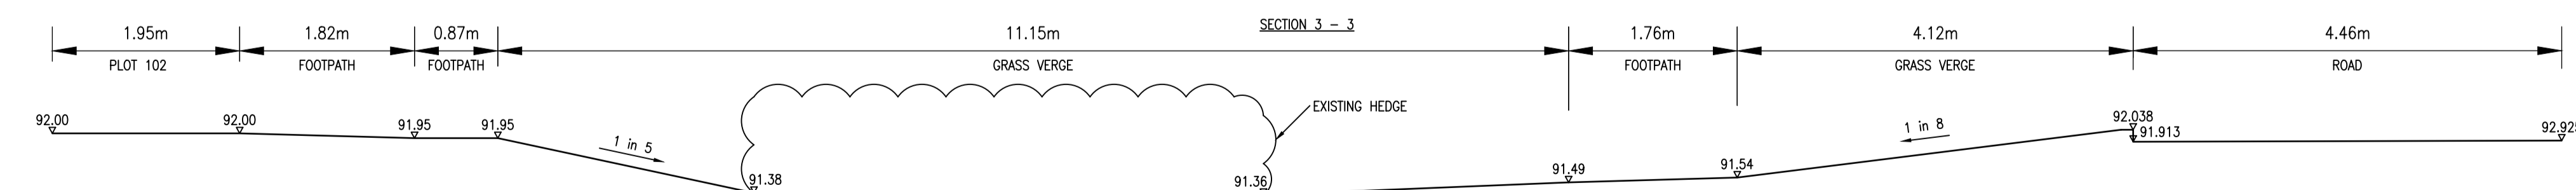 SECTION 3 - 3
1.95m 1.82m 0.87m 11.15m 1.76m 4.12m 4.46m
PLOT 102 FOOTPATH FOOTPATH GRASS VERGE FOOTPATH GRASS VERGE ROAD
EXISTING HEDGE
92.00 92.00 91.95 91.95 92.038
91.913 92.925
1 in 5 1 in 8
91.38 91.36 91.49 91.54